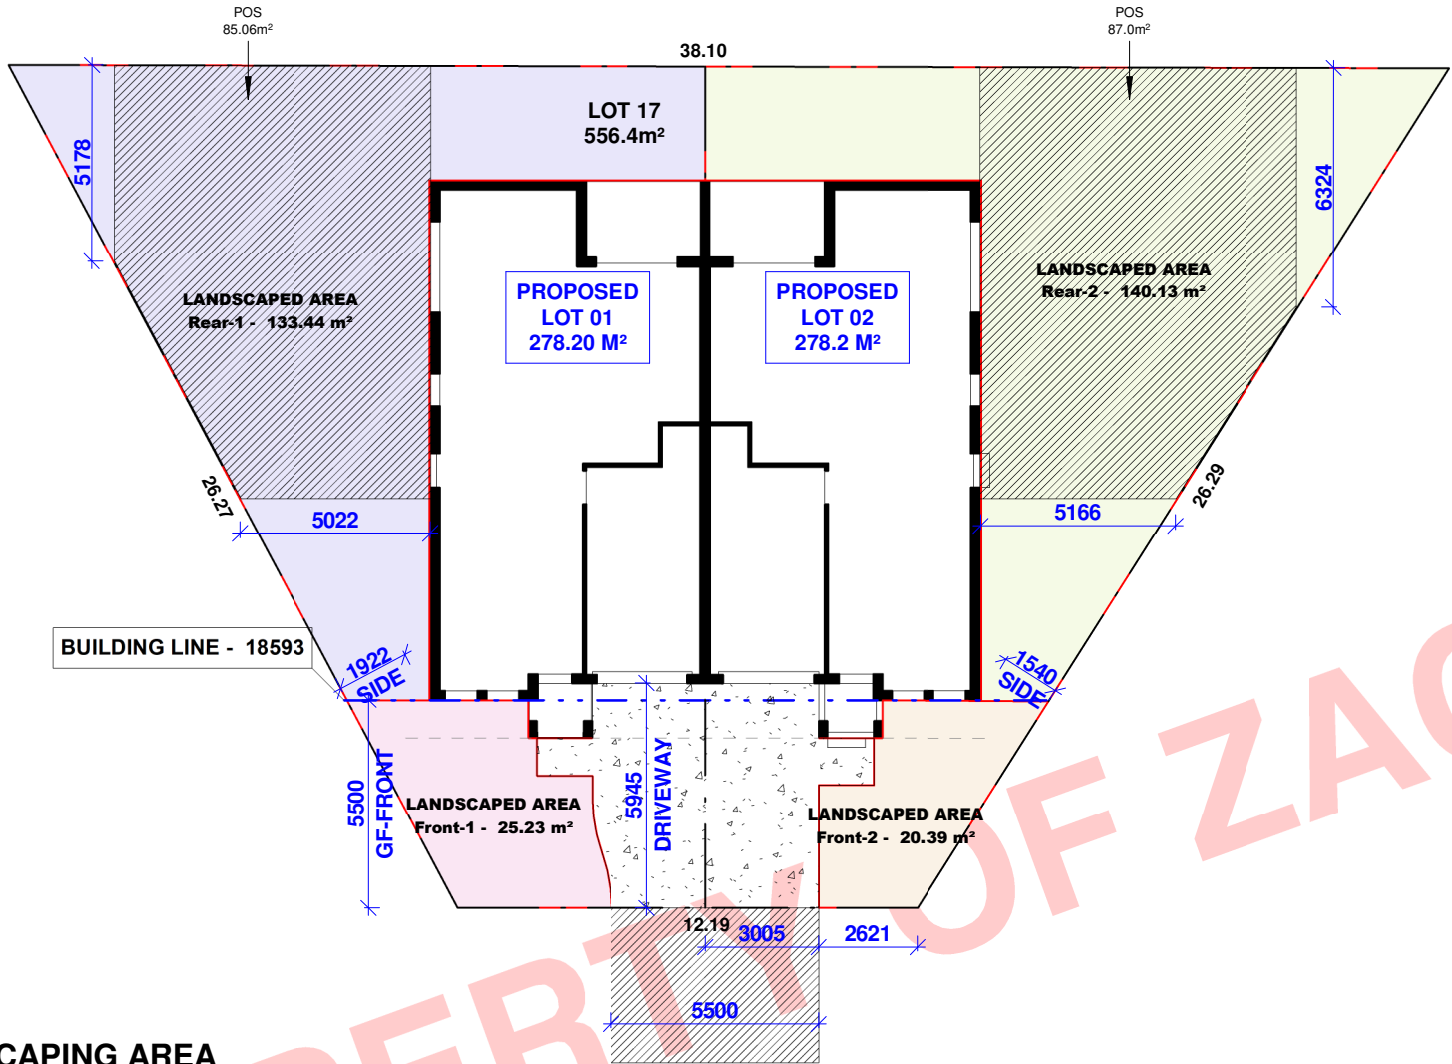 POS
85.06m²
POS
87.0m²
38.10
LOT 17
556.4m²
5178
6324
LANDSCAPED AREA
Rear-1 - 133.44 m²
PROPOSED
LOT 01
278.20 M²
PROPOSED
LOT 02
278.2 M²
LANDSCAPED AREA
Rear-2 - 140.13 m²
26.27
5022
5166
26.29
BUILDING LINE - 18593
1922
SIDE
1540
SIDE
5500
GF-FRONT
LANDSCAPED AREA
Front-1 - 25.23 m²
5945
DRIVEWAY
LANDSCAPED AREA
Front-2 - 20.39 m²
12.19
3005
2621
5500
CAPING AREA
PERTY OF ZAC